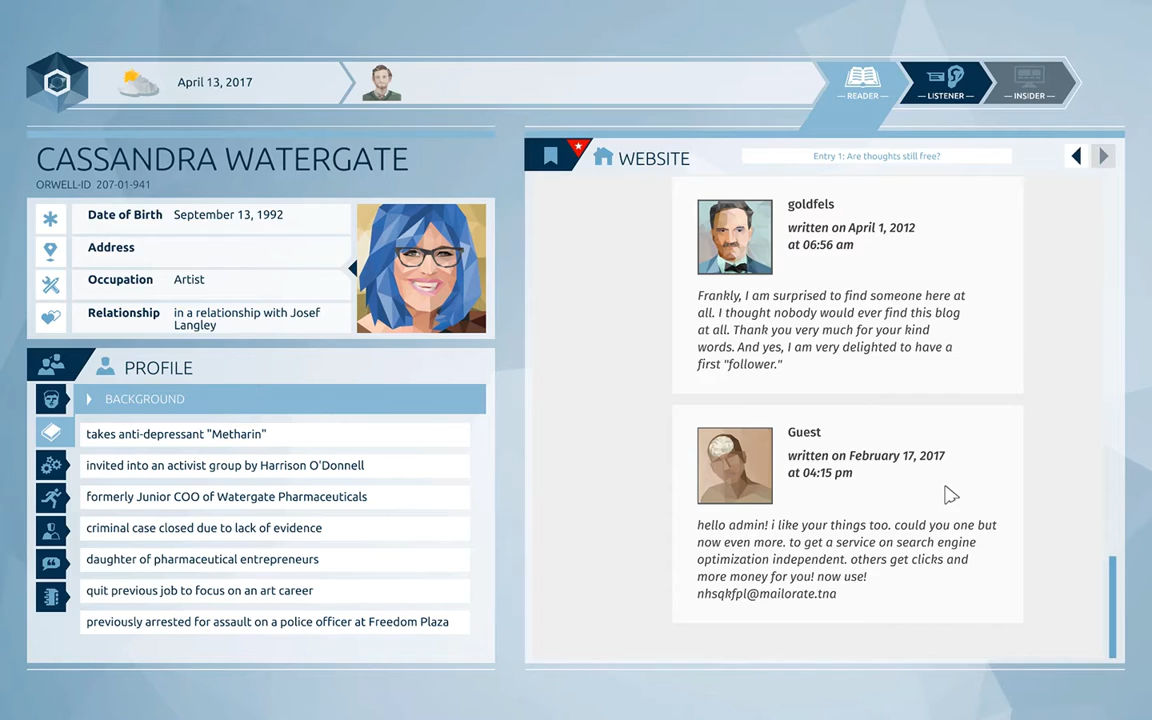 April 13, 2017
— READER —
— LISTENER —
— INSIDER —
CASSANDRA WATERGATE
ORWELL-ID 207-01-941
Date of Birth September 13, 1992
Address
Occupation Artist
Relationship in a relationship with Josef
Langley
PROFILE
BACKGROUND
takes anti-depressant "Metharin"
invited into an activist group by Harrison O'Donnell
formerly Junior COO of Watergate Pharmaceuticals
criminal case closed due to lack of evidence
daughter of pharmaceutical entrepreneurs
quit previous job to focus on an art career
previously arrested for assault on a police officer at Freedom Plaza
WEBSITE
Entry 1: Are thoughts still free?
goldfels
written on April 1, 2012
at 06:56 am
Frankly, I am surprised to find someone here at
all. I thought nobody would ever find this blog
at all. Thank you very much for your kind
words. And yes, I am very delighted to have a
first "follower."
Guest
written on February 17, 2017
at 04:15 pm
hello admin! i like your things too. could you one but
now even more. to get a service on search engine
optimization independent. others get clicks and
more money for you! now use!
nhsqkfpl@mailorate.tna